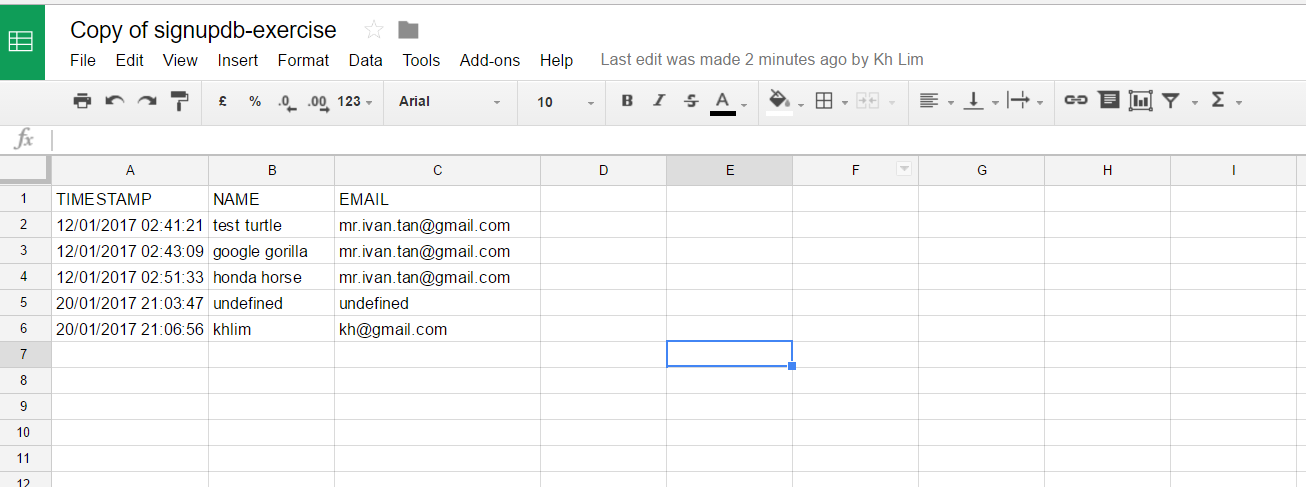 Copy of signupdb-exercise
File Edit View Insert Format Data Tools Add-ons Help Last edit was made 2 minutes ago by Kh Lim
£ % .0 .00 123 Arial 10 B I S A Σ
fx
A B C D E F G H I
1 TIMESTAMP NAME EMAIL
2 12/01/2017 02:41:21 test turtle mr.ivan.tan@gmail.com
3 12/01/2017 02:43:09 google gorilla mr.ivan.tan@gmail.com
4 12/01/2017 02:51:33 honda horse mr.ivan.tan@gmail.com
5 20/01/2017 21:03:47 undefined undefined
6 20/01/2017 21:06:56 khlim kh@gmail.com
7
8
9
10
11
12